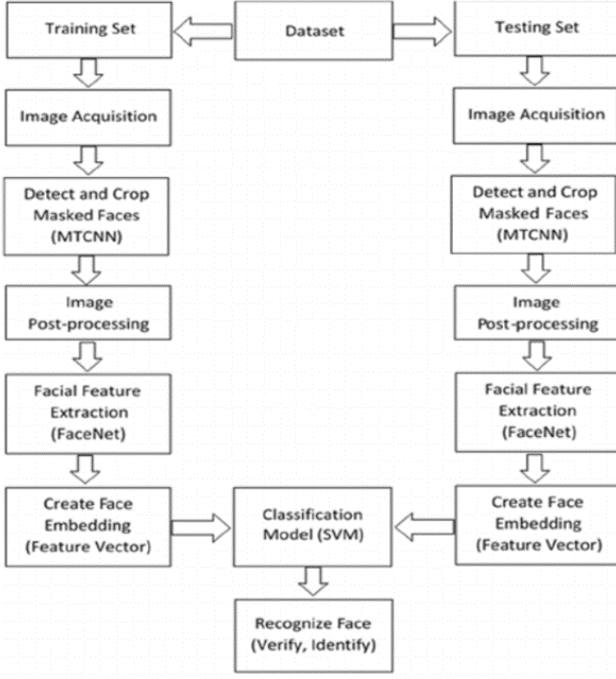 Training Set
Dataset
Testing Set
Image Acquisition
Image Acquisition
Detect and Crop
Masked Faces
(MTCNN)
Detect and Crop
Masked Faces
(MTCNN)
Image
Post-processing
Image
Post-processing
Facial Feature
Extraction
(FaceNet)
Facial Feature
Extraction
(FaceNet)
Create Face
Embedding
(Feature Vector)
Classification
Model (SVM)
Create Face
Embedding
(Feature Vector)
Recognize Face
(Verify, Identify)